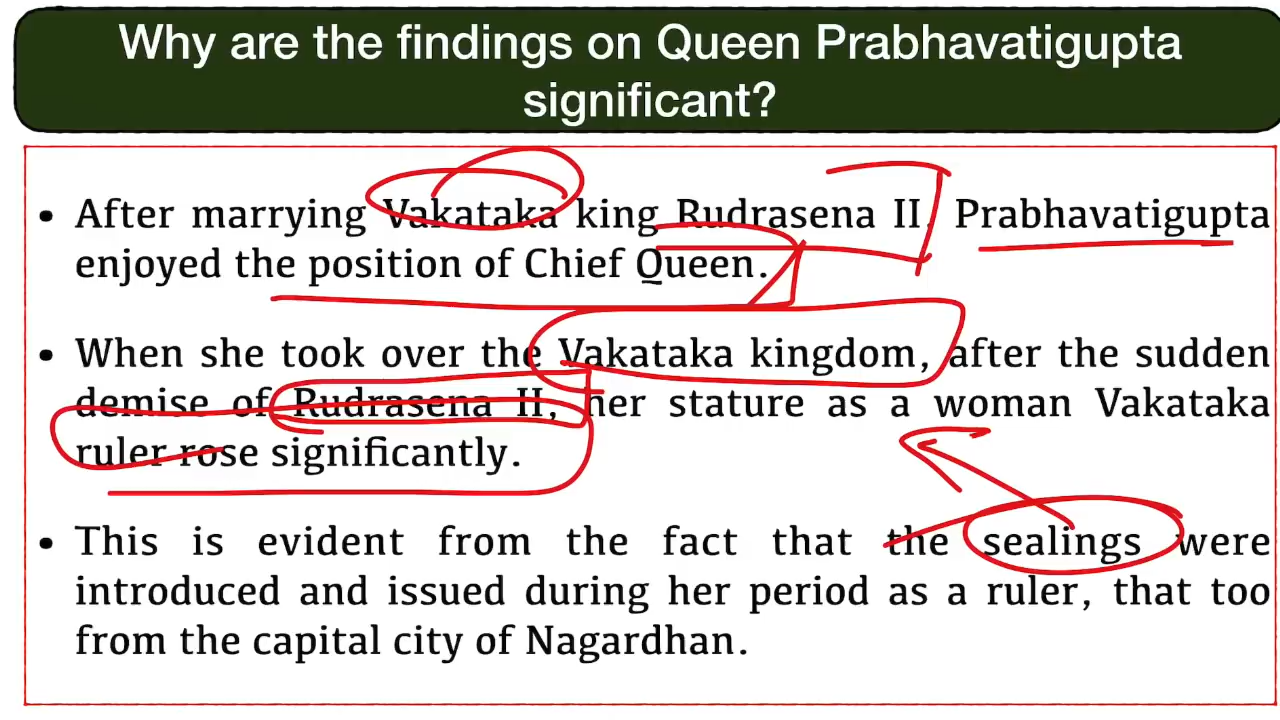 Why are the findings on Queen Prabhavatigupta
significant?
• After marrying Vakataka king Rudrasena II, Prabhavatigupta
enjoyed the position of Chief Queen.
• When she took over the Vakataka kingdom, after the sudden
demise of Rudrasena II, her stature as a woman Vakataka
ruler rose significantly.
• This is evident from the fact that the sealings were
introduced and issued during her period as a ruler, that too
from the capital city of Nagardhan.